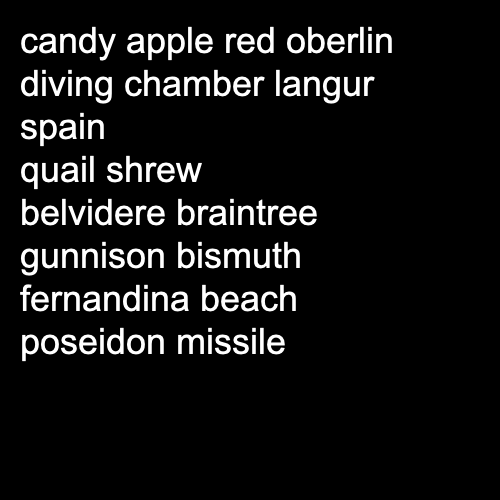 candy apple red oberlin
diving chamber langur
spain
quail shrew
belvidere braintree
gunnison bismuth
fernandina beach
poseidon missile